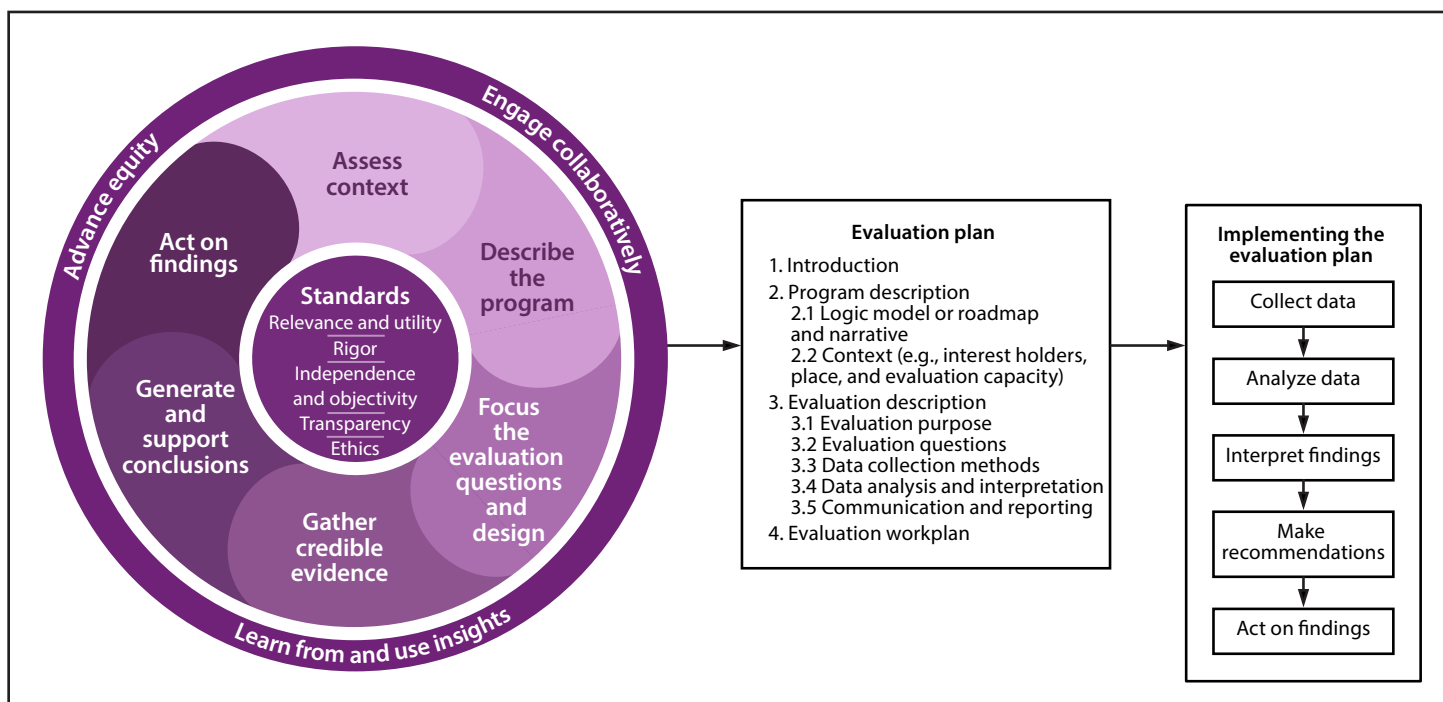 Advance equity
Engage collaboratively
Learn from and use insights
Assess
context
Describe
the
program
Focus
the
evaluation
questions
and
design
Gather
credible
evidence
Generate
and
support
conclusions
Act on
findings
Standards
Relevance and utility
Rigor
Independence
and objectivity
Transparency
Ethics
Evaluation plan
1. Introduction
2. Program description
2.1 Logic model or roadmap
and narrative
2.2 Context (e.g., interest holders,
place, and evaluation capacity)
3. Evaluation description
3.1 Evaluation purpose
3.2 Evaluation questions
3.3 Data collection methods
3.4 Data analysis and interpretation
3.5 Communication and reporting
4. Evaluation workplan
Implementing the
evaluation plan
Collect data
Analyze data
Interpret findings
Make
recommendations
Act on findings